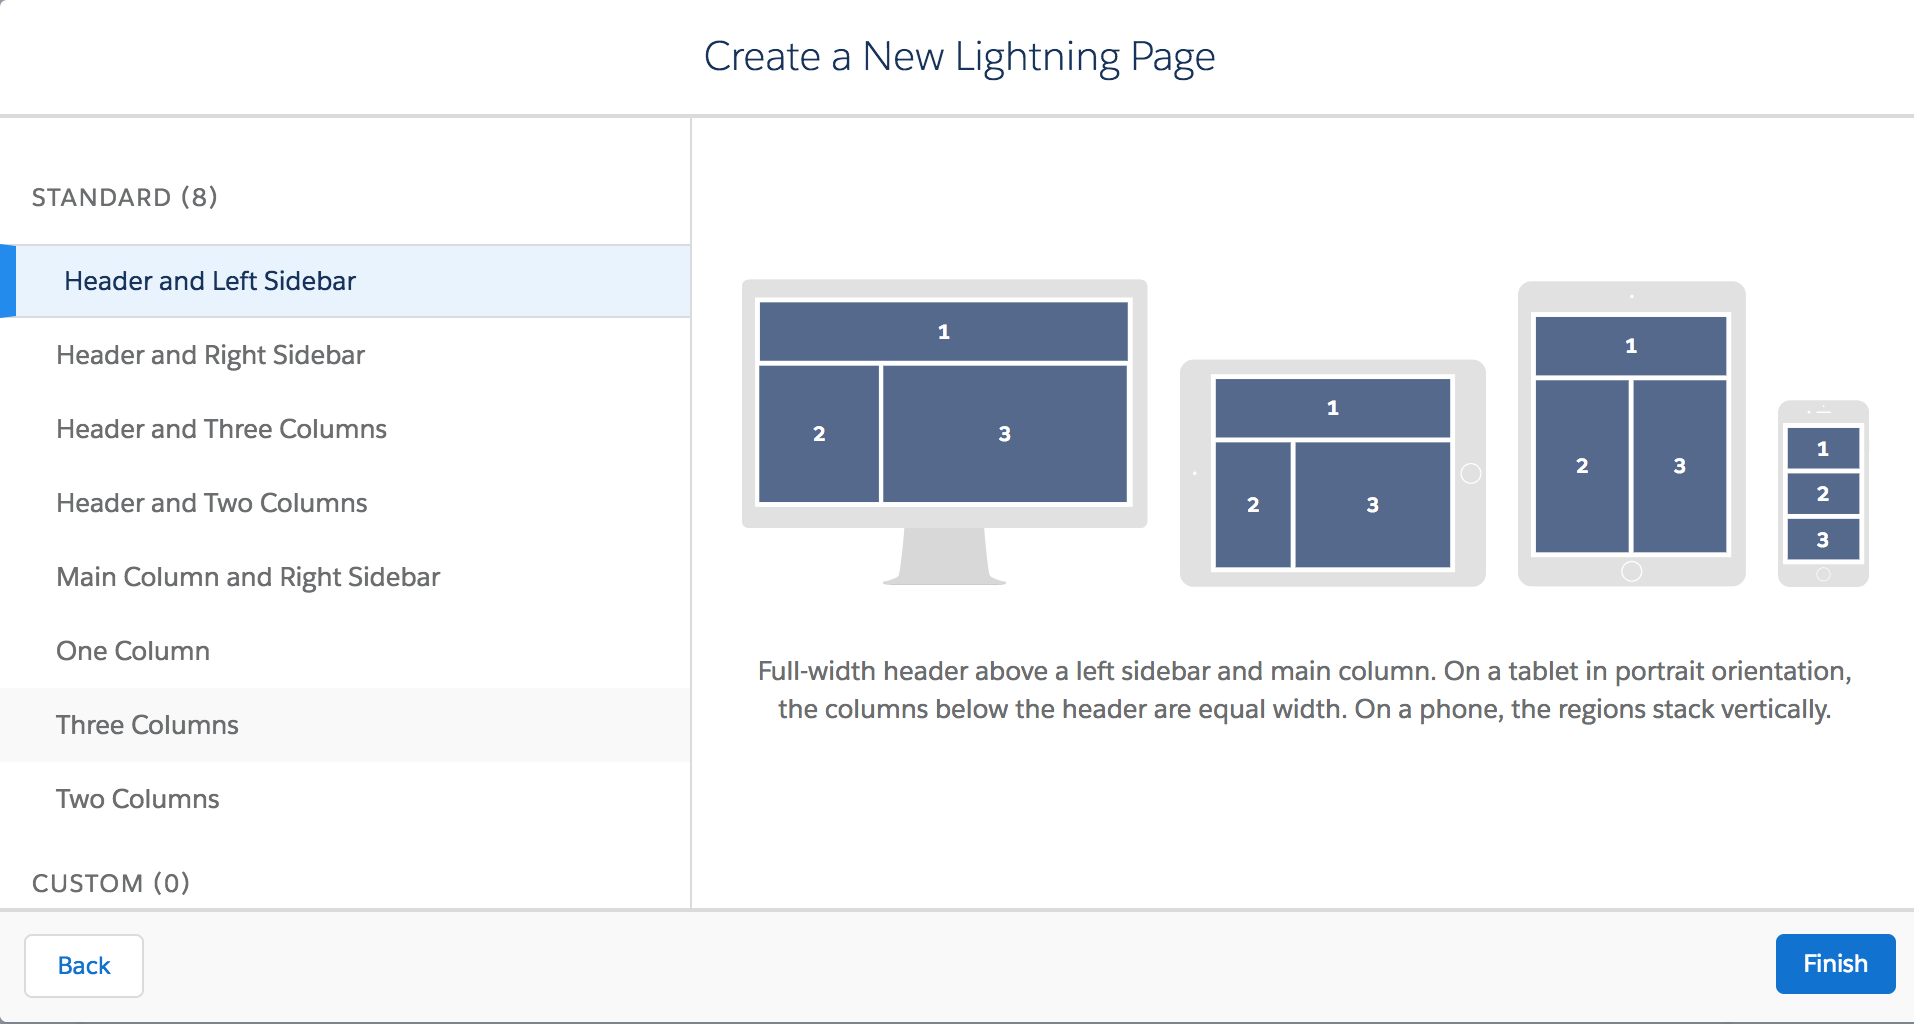 Create a New Lightning Page
STANDARD (8)
Header and Left Sidebar
Header and Right Sidebar
Header and Three Columns
Header and Two Columns
Main Column and Right Sidebar
One Column
Three Columns
Two Columns
CUSTOM (0)
1
2 3
1
2 3
1
2 3
1
2
3
Full-width header above a left sidebar and main column. On a tablet in portrait orientation,
the columns below the header are equal width. On a phone, the regions stack vertically.
Back
Finish